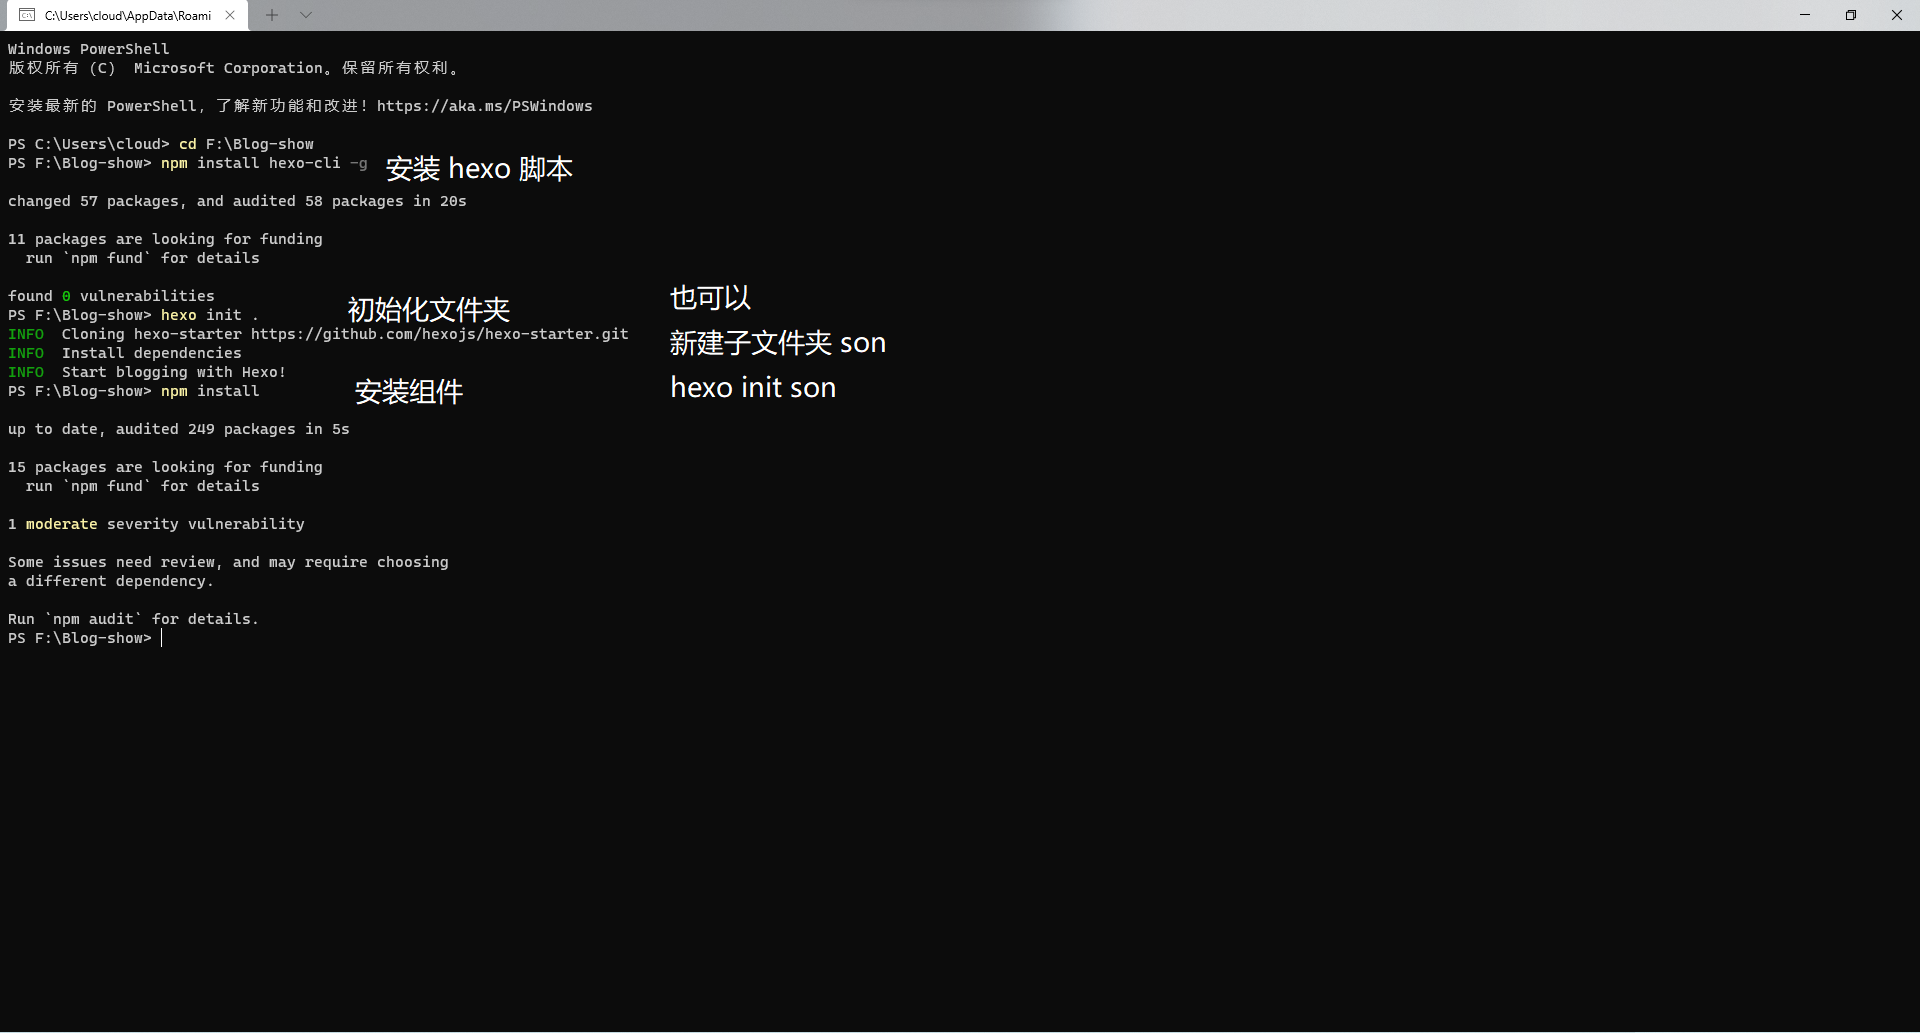 C:\Users\cloud\AppData\Roami
Windows PowerShell
版权所有 (C)  Microsoft Corporation。保留所有权利。
安装最新的 PowerShell，了解新功能和改进！https://aka.ms/PSWindows
PS C:\Users\cloud> cd F:\Blog-show
PS F:\Blog-show> npm install hexo-cli -g
安装 hexo 脚本
changed 57 packages, and audited 58 packages in 20s
11 packages are looking for funding
  run `npm fund` for details
found 0 vulnerabilities
PS F:\Blog-show> hexo init .
初始化文件夹
INFO  Cloning hexo-starter https://github.com/hexojs/hexo-starter.git
INFO  Install dependencies
INFO  Start blogging with Hexo!
PS F:\Blog-show> npm install
安装组件
也可以
新建子文件夹 son
hexo init son
up to date, audited 249 packages in 5s
15 packages are looking for funding
  run `npm fund` for details
1 moderate severity vulnerability
Some issues need review, and may require choosing
a different dependency.
Run `npm audit` for details.
PS F:\Blog-show>